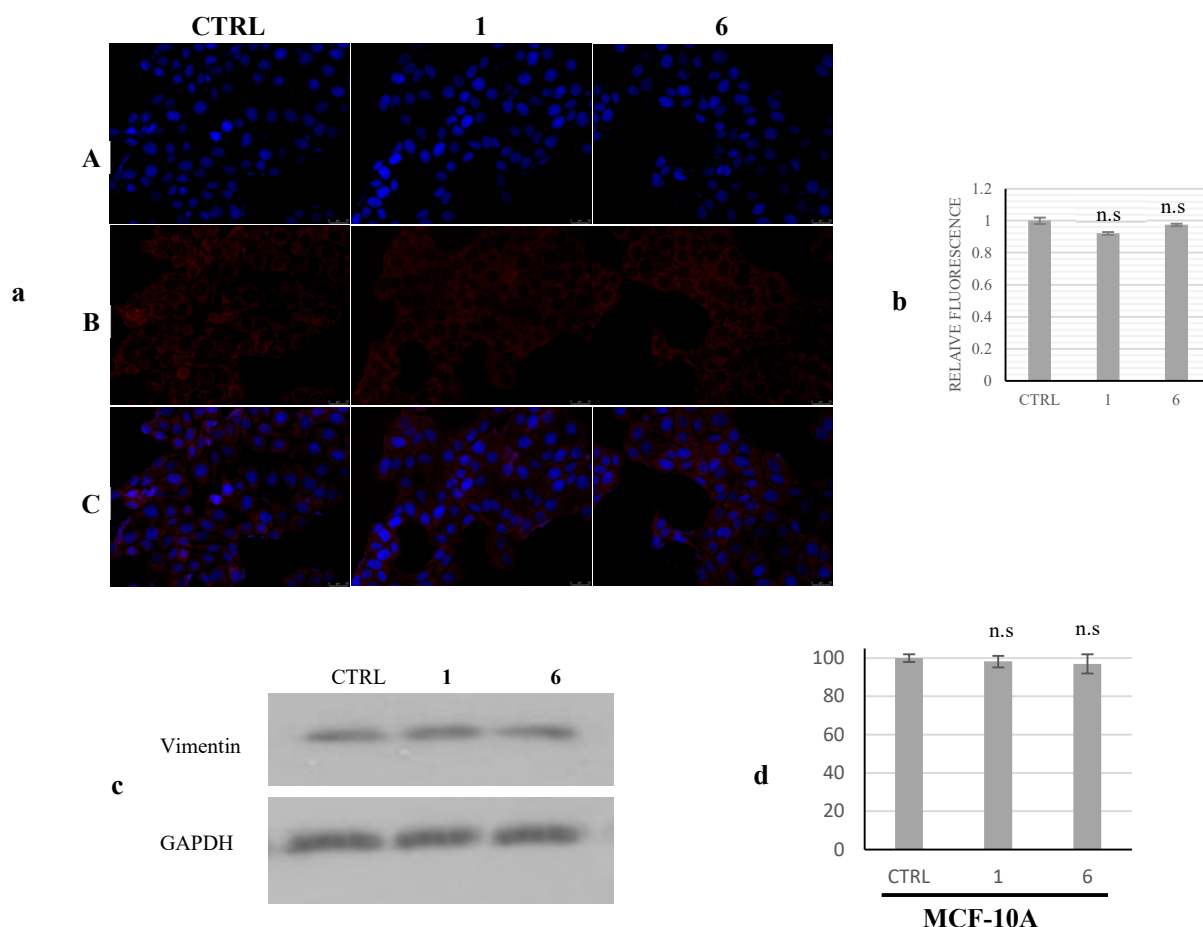 CTRL 1 6
A
B
C
a
b
RELAIVE FLUORESCENCE
1.2
1
0.8
0.6
0.4
0.2
0
n.s n.s
CTRL 1 6
c
CTRL 1 6
Vimentin
GAPDH
d
n.s n.s
100
80
60
40
20
0
CTRL 1 6
MCF-10A